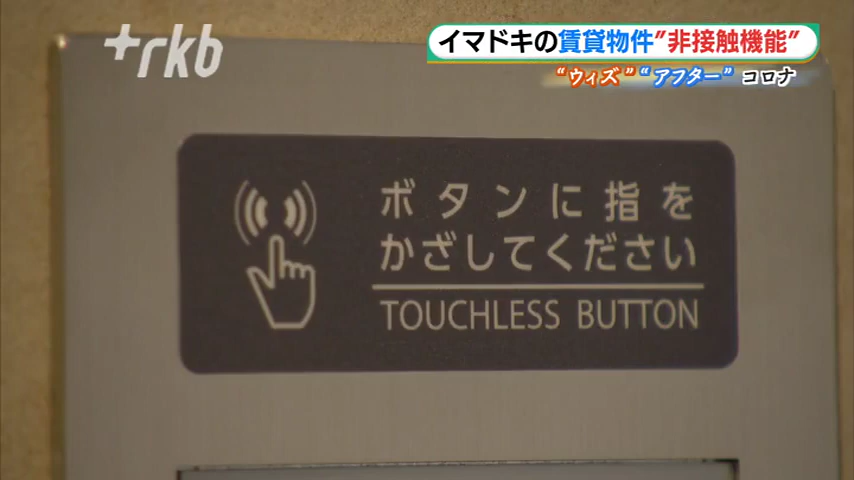 +rkb
イマドキの賃貸物件"非接触機能"
"ウィズ""アフター" コロナ
ボタンに指を
かざしてください
TOUCHLESS BUTTON